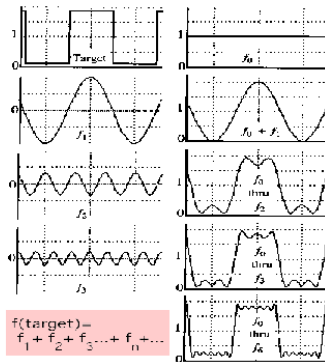 1
0
Target
1
0
f0
0
f1
1
0
f0 + f1
0
f2
1
0
f0
thru
f2
0
f3
1
0
f0
thru
f3
1
0
f0
thru
f(target)=
f1 + f2 + f3...+ fn+...